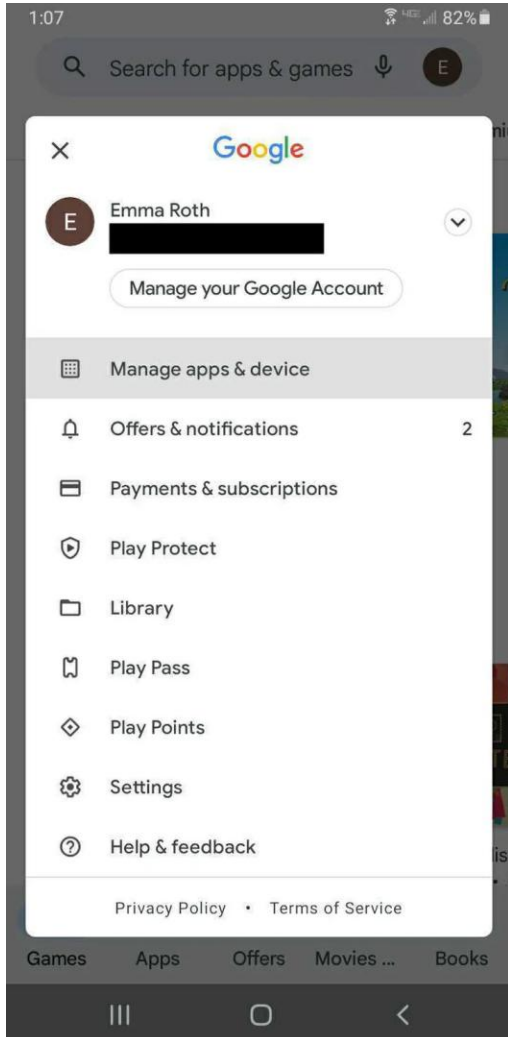 1:07 4GE 82%
Search for apps & games E
Google
E Emma Roth
Manage your Google Account
Manage apps & device
Offers & notifications 2
Payments & subscriptions
Play Protect
Library
Play Pass
Play Points
Settings
Help & feedback
Privacy Policy • Terms of Service
Games Apps Offers Movies ... Books